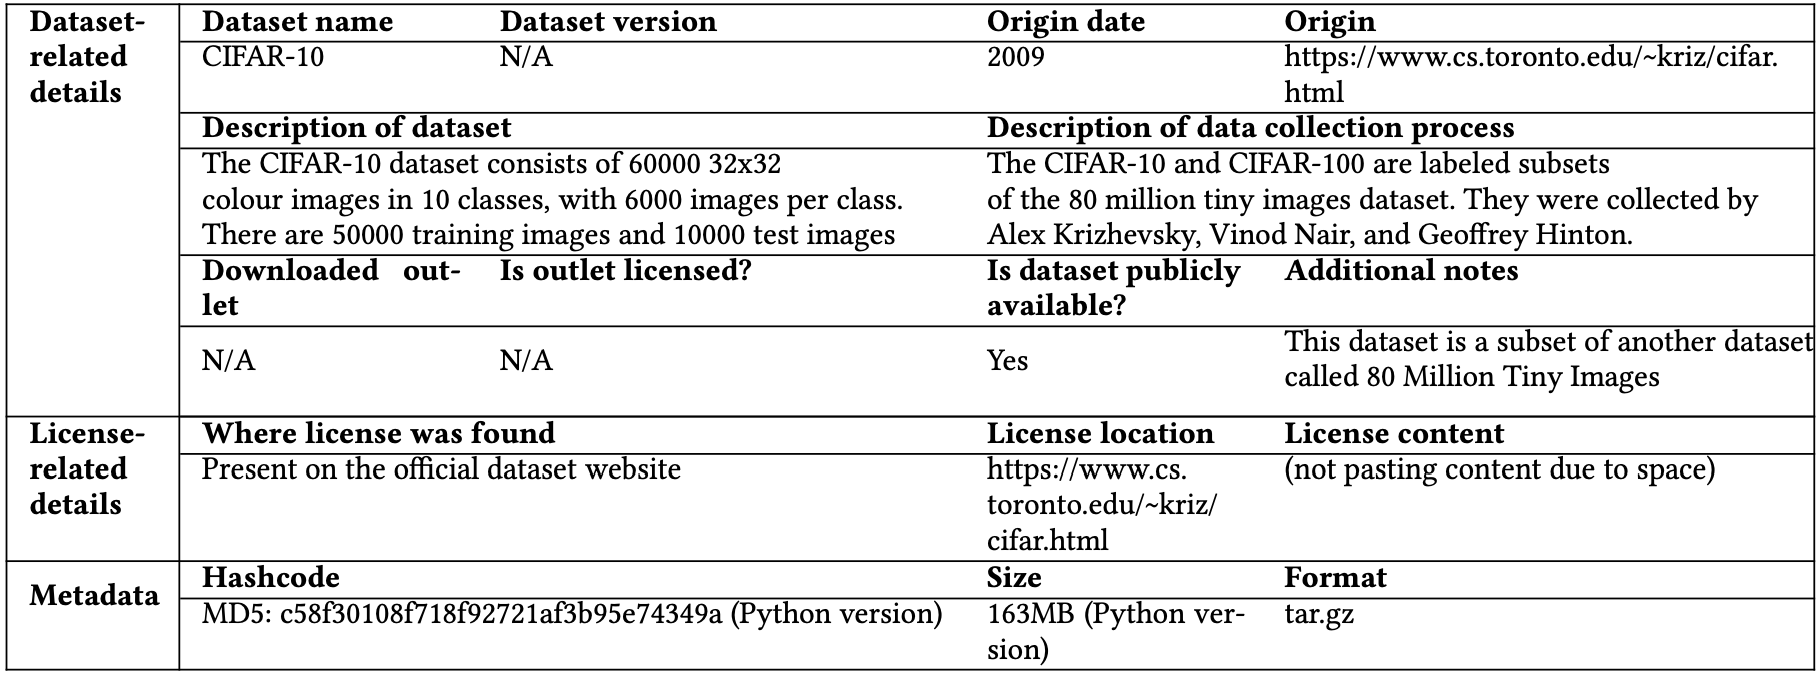 Dataset-related details
Dataset name Dataset version Origin date Origin
CIFAR-10 N/A 2009 https://www.cs.toronto.edu/~kriz/cifar.
html
Description of dataset Description of data collection process
The CIFAR-10 dataset consists of 60000 32x32
colour images in 10 classes, with 6000 images per class.
There are 50000 training images and 10000 test images
The CIFAR-10 and CIFAR-100 are labeled subsets
of the 80 million tiny images dataset. They were collected by
Alex Krizhevsky, Vinod Nair, and Geoffrey Hinton.
Downloaded out-
let
Is outlet licensed?
Is dataset publicly
available?
Additional notes
N/A N/A Yes
This dataset is a subset of another dataset
called 80 Million Tiny Images
License-
related
details
Where license was found License location License content
Present on the official dataset website
https://www.cs.
toronto.edu/~kriz/
cifar.html
(not pasting content due to space)
Metadata
Hashcode Size Format
MD5: c58f30108f718f92721af3b95e74349a (Python version)
163MB (Python ver-
sion)
tar.gz